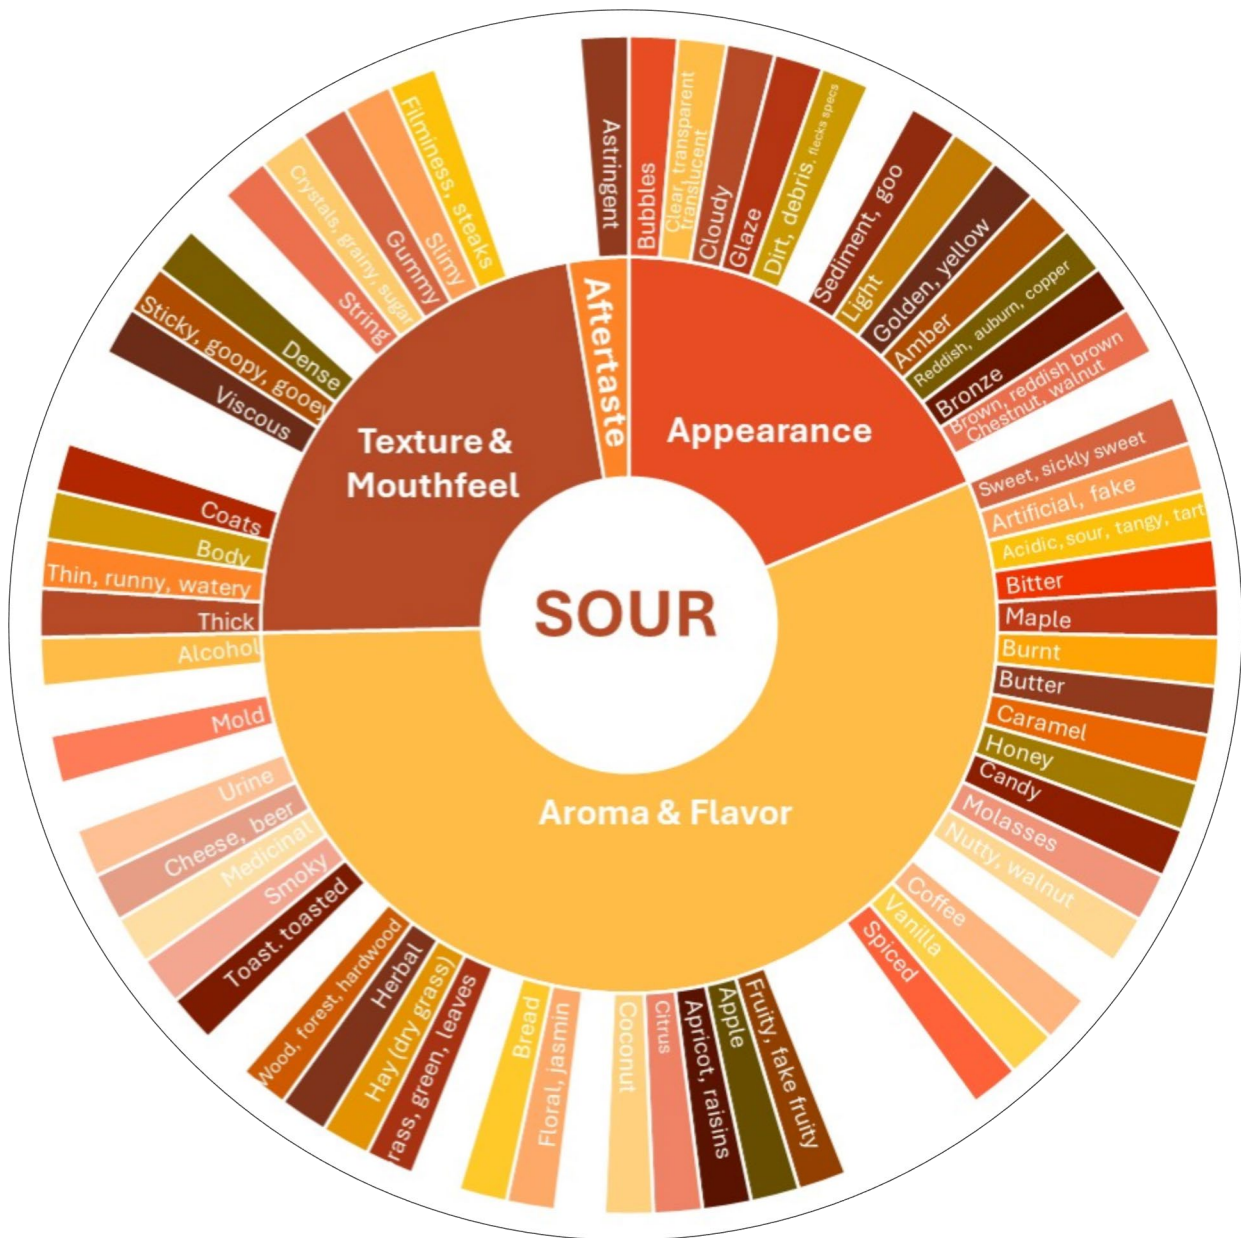 SOUR
Appearance
Aroma & Flavor
Texture &
Mouthfeel
Aftertaste
Bubbles
Clear, transparent
translucent
Cloudy
Glaze
Dirt, debris. flecks specs
Sediment, goo
Light
Golden, yellow
Amber
Reddish, auburn, copper
Bronze
Brown, reddish brown
Chestnut, walnut
Sweet, sickly sweet
Artificial, fake
Acidic, sour, tangy, tart
Bitter
Maple
Burnt
Butter
Caramel
Honey
Candy
Molasses
Nutty, walnut
Coffee
Vanilla
Spiced
Fruity, fake fruity
Apple
Apricot, raisins
Citrus
Coconut
Floral, jasmin
Bread
rass, green, leaves
Hay (dry grass)
Herbal
Wood, forest, hardwood
Toast. toasted
Smoky
Medicinal
Cheese, beer
Urine
Mold
Alcohol
Thick
Thin, runny, watery
Body
Coats
Viscous
Sticky, goopy, gooey
Dense
String
Crystals, grainy, sugar
Gummy
Slimy
Filminess, steaks
Astringent